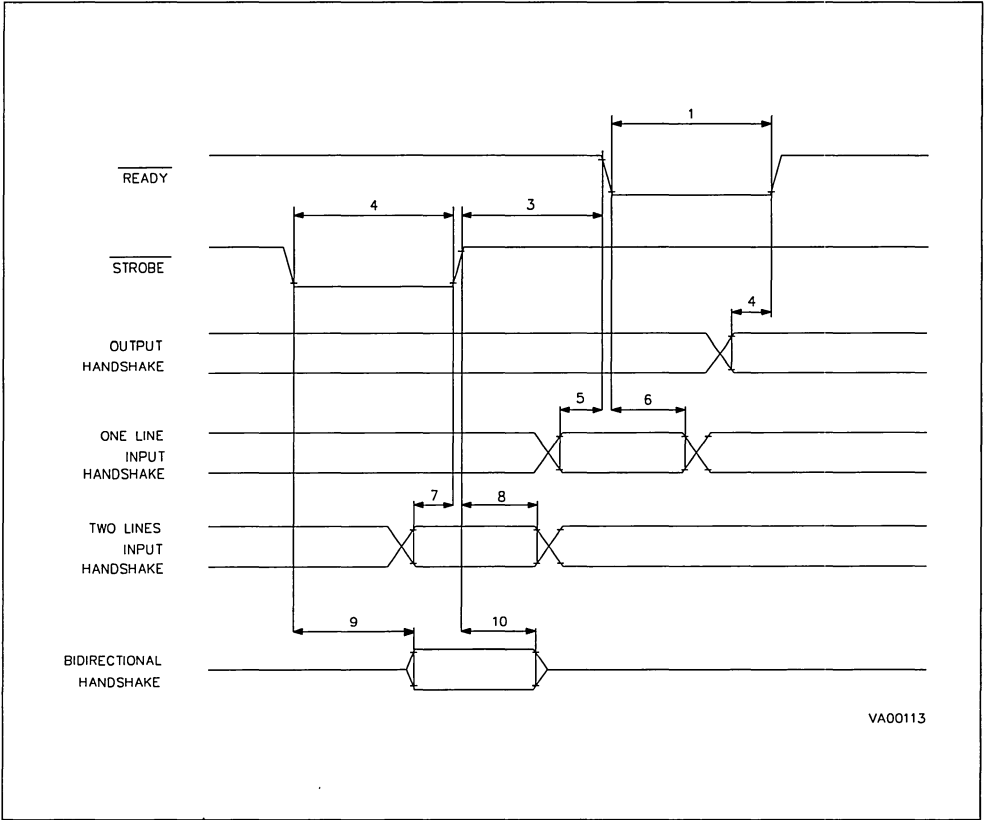 1
READY
4
3
STROBE
4
OUTPUT
HANDSHAKE
5
6
ONE LINE
INPUT
HANDSHAKE
7
8
TWO LINES
INPUT
HANDSHAKE
9
10
BIDIRECTIONAL
HANDSHAKE
VA00113